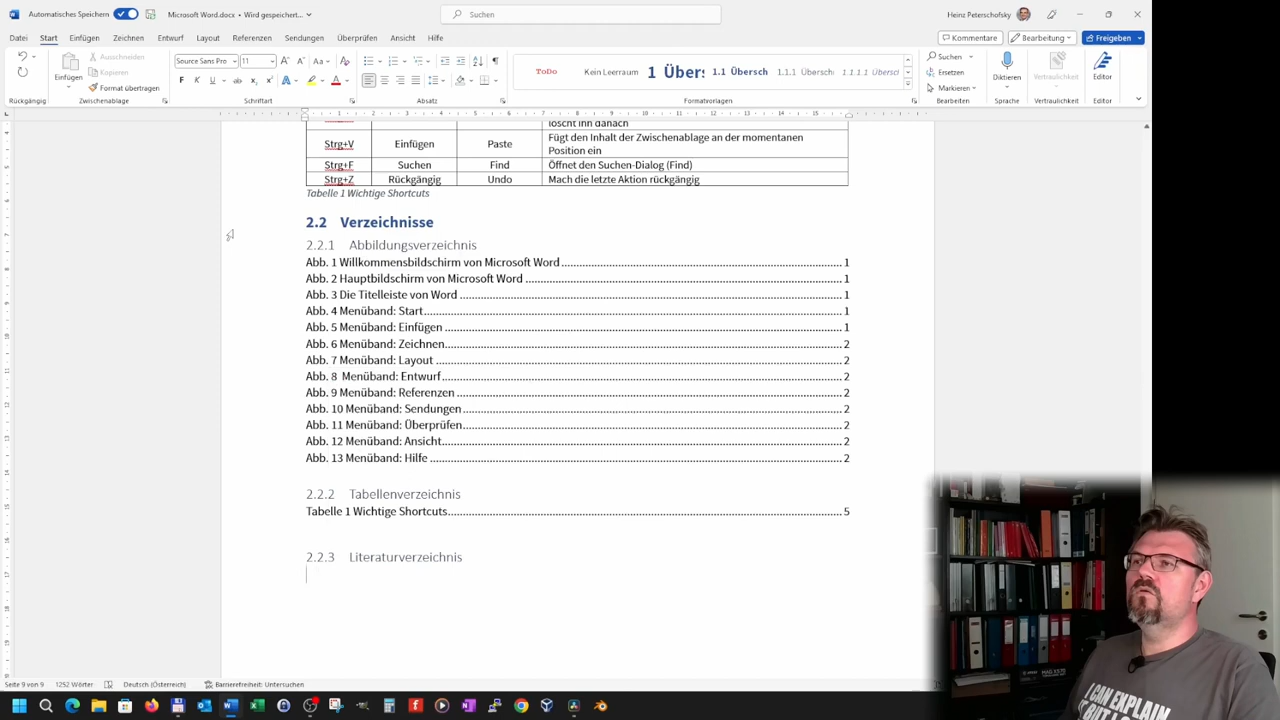 Automatisches Speichern
Microsoft Word.docx • Wird gespeichert...
Suchen
Heinz Peterschofsky
Datei Start Einfügen Zeichnen Entwurf Layout Referenzen Sendungen Überprüfen Ansicht Hilfe
Kommentare Bearbeitung Freigeben
Einfügen
Ausschneiden
Kopieren
Format übertragen
Source Sans Pro 11
F K U ab
ToDo
Kein Leerraum
1 Übers
1.1 Übersch
1.1.1 Übersch
1.1.1.1 Übersc
Suchen
Ersetzen
Markieren
Diktieren
Vertraulichkeit
Editor
Rückgängig Zwischenablage Schriftart Absatz Formatvorlagen Bearbeiten Sprache Vertraulichkeit Editor
löscht ihn danach
Strg+V Einfügen Paste Fügt den Inhalt der Zwischenablage an der momentanen
Position ein
Strg+F Suchen Find Öffnet den Suchen-Dialog (Find)
Strg+Z Rückgängig Undo Mach die letzte Aktion rückgängig
Tabelle 1 Wichtige Shortcuts
2.2 Verzeichnisse
2.2.1 Abbildungsverzeichnis
Abb. 1 Willkommensbildschirm von Microsoft Word 1
Abb. 2 Hauptbildschirm von Microsoft Word 1
Abb. 3 Die Titelleiste von Word 1
Abb. 4 Menüband: Start 1
Abb. 5 Menüband: Einfügen 1
Abb. 6 Menüband: Zeichnen 2
Abb. 7 Menüband: Layout 2
Abb. 8 Menüband: Entwurf 2
Abb. 9 Menüband: Referenzen 2
Abb. 10 Menüband: Sendungen 2
Abb. 11 Menüband: Überprüfen 2
Abb. 12 Menüband: Ansicht 2
Abb. 13 Menüband: Hilfe 2
2.2.2 Tabellenverzeichnis
Tabelle 1 Wichtige Shortcuts 5
2.2.3 Literaturverzeichnis
Seite 9 von 9 1252 Wörter Deutsch (Österreich) Barrierefreiheit: Untersuchen
I CAN EXPLAIN